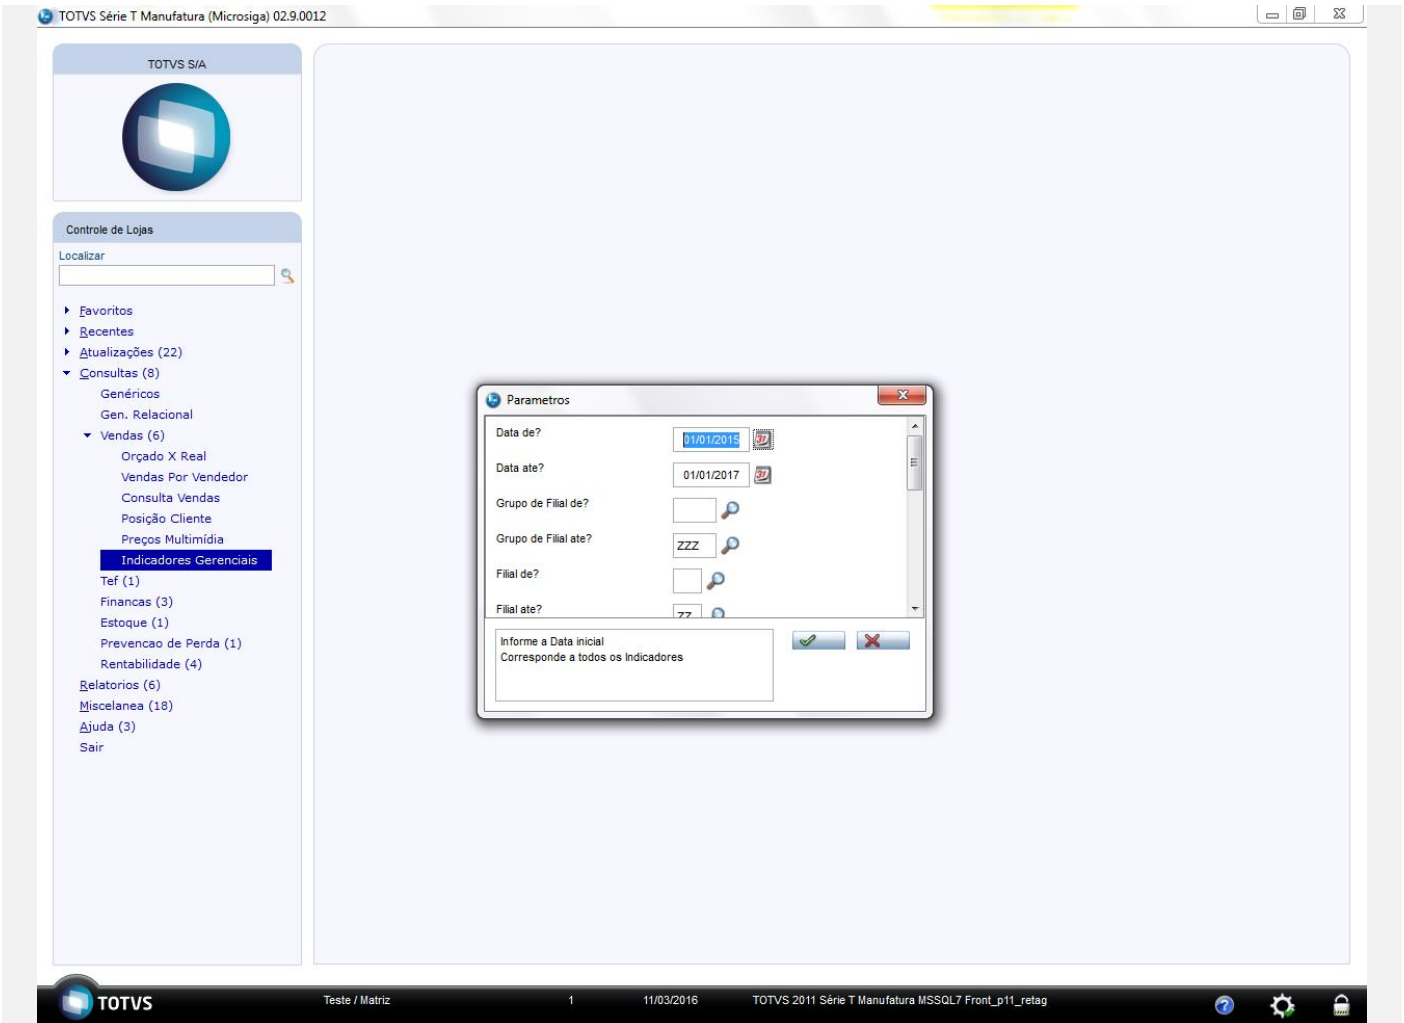 TOTVS Série T Manufatura (Microsiga) 02.9.0012
TOTVS S/A
Controle de Lojas
Localizar
Favoritos
Recentes
Atualizações (22)
Consultas (8)
Genéricos
Gen. Relacional
Vendas (6)
Orçado X Real
Vendas Por Vendedor
Consulta Vendas
Posição Cliente
Preços Multimídia
Indicadores Gerenciais
Tef (1)
Financas (3)
Estoque (1)
Prevencao de Perda (1)
Rentabilidade (4)
Relatorios (6)
Miscelanea (18)
Ajuda (3)
Sair
Parametros
Data de? 01/01/2015 31
Data ate? 01/01/2017 31
Grupo de Filial de?
Grupo de Filial ate? ZZZ
Filial de?
Filial ate? ZZ
Informe a Data inicial
Corresponde a todos os Indicadores
TOTVS Teste / Matriz 1 11/03/2016 TOTVS 2011 Série T Manufatura MSSQL7 Front_p11_retag ?